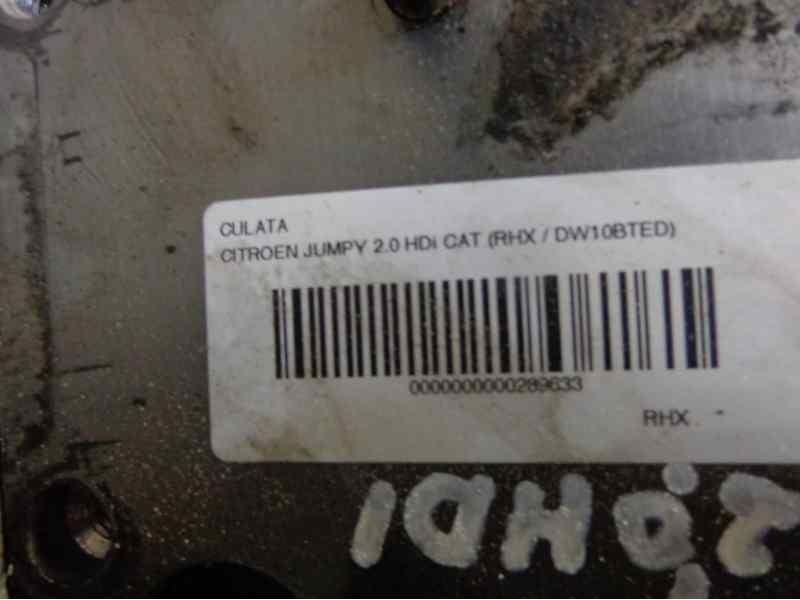 CULATA
CITROEN JUMPY 2.0 HDi CAT (RHX / DW10BTED)
0000000000289633
RHX -
2.0HDI